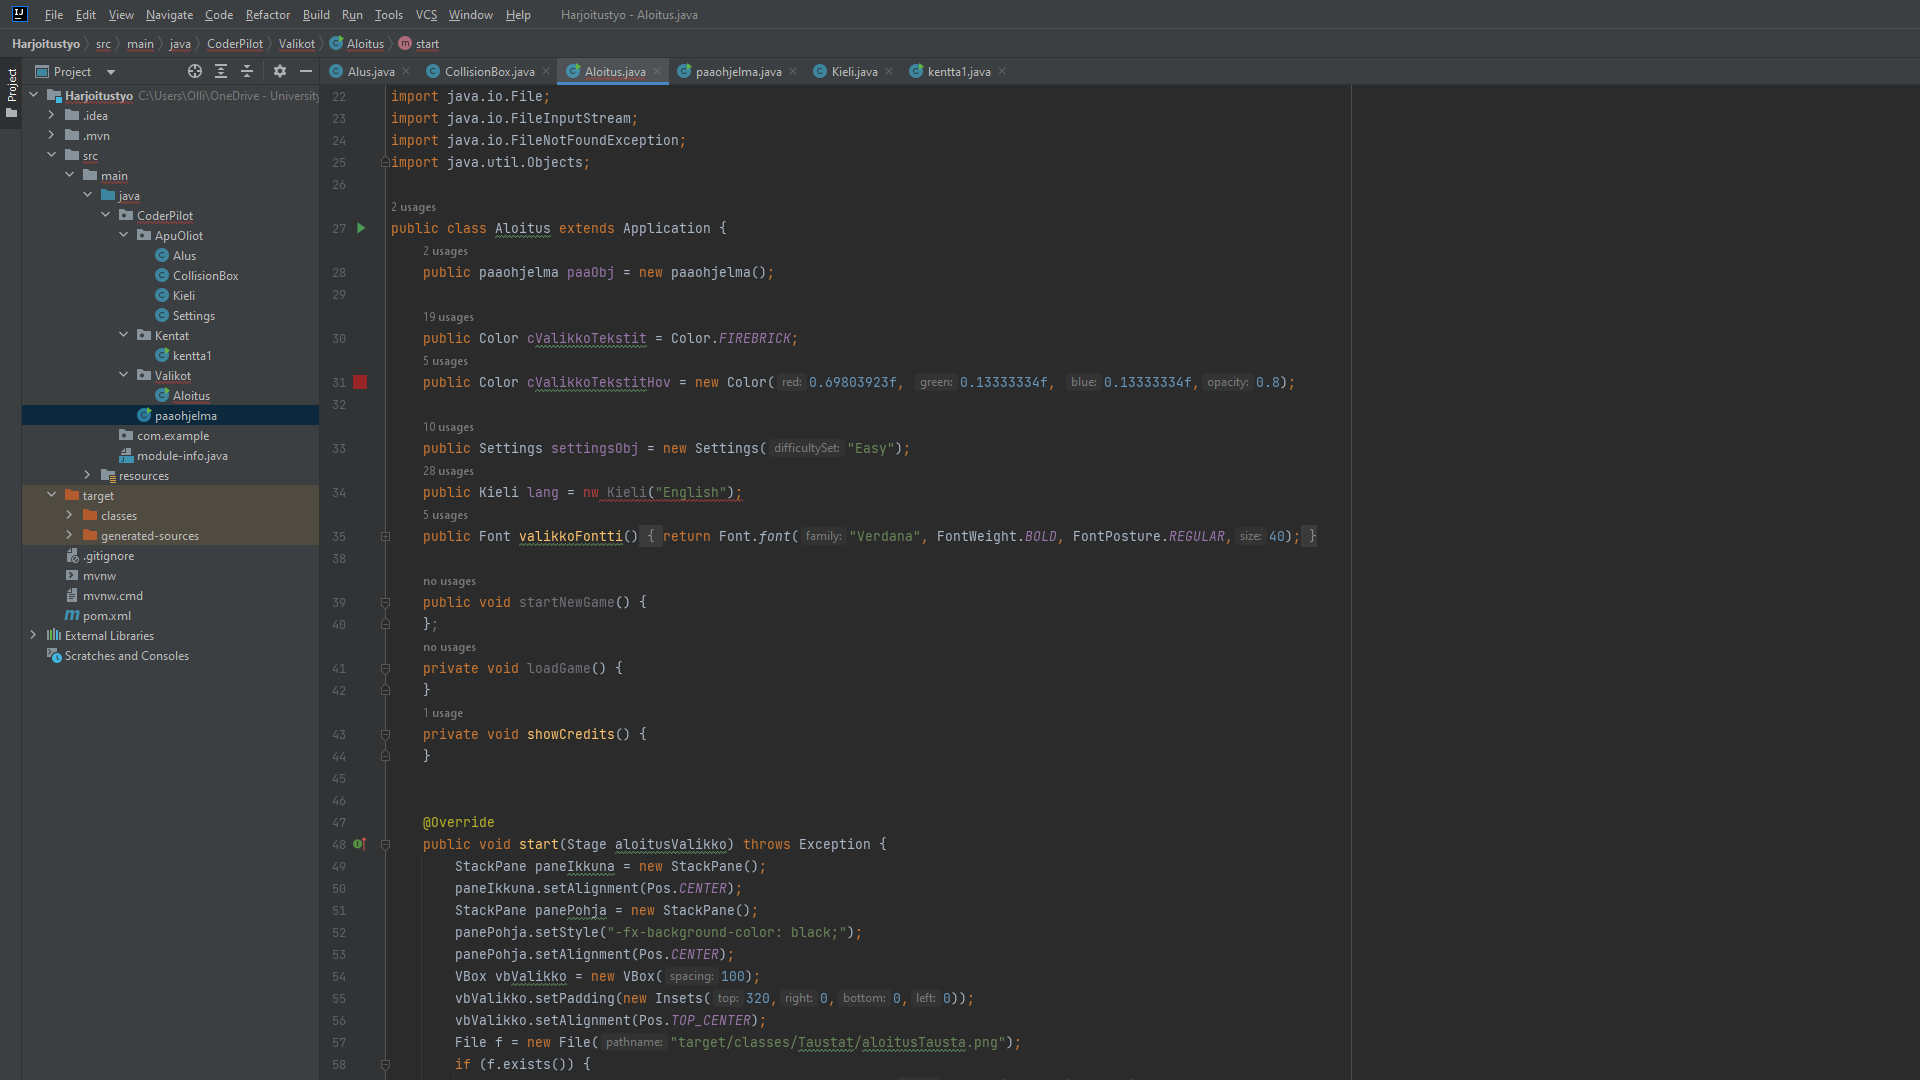 File Edit View Navigate Code Refactor Build Run Tools VCS Window Help Harjoitustyo - Aloitus.java
Harjoitustyo src main java CoderPilot Valikot Aloitus start
Project
Project
Alus.java CollisionBox.java Aloitus.java paaohjelma.java Kieli.java kentta1.java
Harjoitustyo C:\Users\Olli\OneDrive - University
.idea
.mvn
src
main
java
CoderPilot
ApuOliot
Alus
CollisionBox
Kieli
Settings
Kentat
kentta1
Valikot
Aloitus
paaohjelma
com.example
module-info.java
resources
target
classes
generated-sources
.gitignore
mvnw
mvnw.cmd
pom.xml
External Libraries
Scratches and Consoles
22 import java.io.File;
23 import java.io.FileInputStream;
24 import java.io.FileNotFoundException;
25 import java.util.Objects;
26
2 usages
27 public class Aloitus extends Application {
2 usages
28 public paaohjelma paaObj = new paaohjelma();
29
19 usages
30 public Color cValikkoTekstit = Color.FIREBRICK;
5 usages
31 public Color cValikkoTekstitHov = new Color( red: 0.69803923f, green: 0.13333334f, blue: 0.13333334f, opacity: 0.8);
32
10 usages
33 public Settings settingsObj = new Settings( difficultySet: "Easy");
28 usages
34 public Kieli lang = nw Kieli("English");
5 usages
35 public Font valikkoFontti() { return Font.font( family: "Verdana", FontWeight.BOLD, FontPosture.REGULAR, size: 40); }
38
no usages
39 public void startNewGame() {
40 };
no usages
41 private void loadGame() {
42 }
1 usage
43 private void showCredits() {
44 }
45
46
47 @Override
48 public void start(Stage aloitusValikko) throws Exception {
49 StackPane paneIkkuna = new StackPane();
50 paneIkkuna.setAlignment(Pos.CENTER);
51 StackPane panePohja = new StackPane();
52 panePohja.setStyle("-fx-background-color: black;");
53 panePohja.setAlignment(Pos.CENTER);
54 VBox vbValikko = new VBox( spacing: 100);
55 vbValikko.setPadding(new Insets( top: 320, right: 0, bottom: 0, left: 0));
56 vbValikko.setAlignment(Pos.TOP_CENTER);
57 File f = new File( pathname: "target/classes/Taustat/aloitusTausta.png");
58 if (f.exists()) {